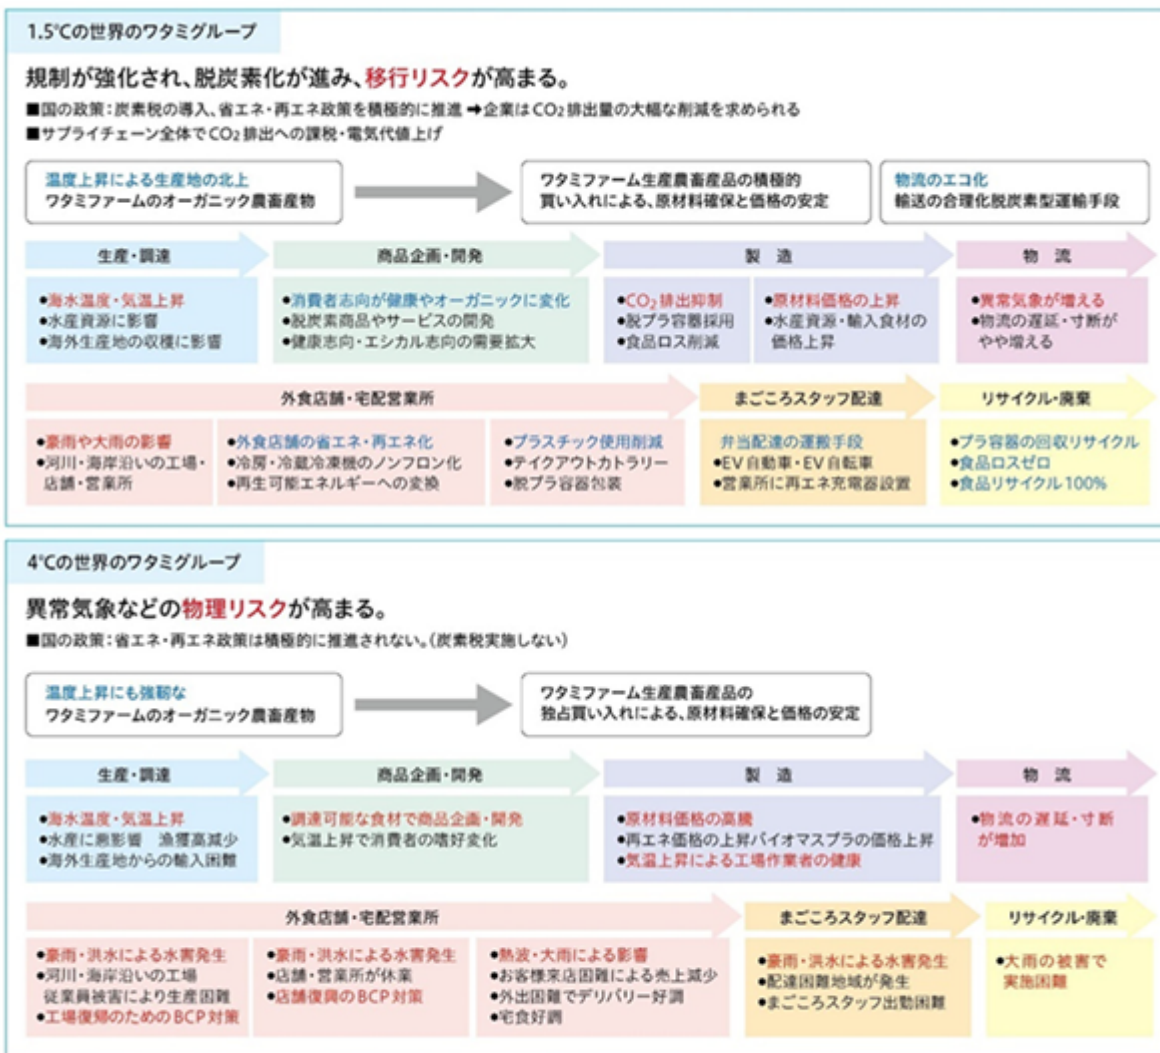 1.5℃の世界のワタミグループ
規制が強化され、脱炭素化が進み、移行リスクが高まる。
■国の政策：炭素税の導入、省エネ・再エネ政策を積極的に推進 ➡企業はCO₂排出量の大幅な削減を求められる
■サプライチェーン全体でCO₂排出への課税・電気代値上げ
温度上昇による生産地の北上
ワタミファームのオーガニック農畜産物
ワタミファーム生産農畜産品の積極的
買い入れによる、原材料確保と価格の安定
物流のエコ化
輸送の合理化脱炭素型運輸手段
生産・調達
商品企画・開発
製 造
物 流
●海水温度・気温上昇
●水産資源に影響
●海外生産地の収穫に影響
●消費者志向が健康やオーガニックに変化
●脱炭素商品やサービスの開発
●健康志向・エシカル志向の需要拡大
●CO₂排出抑制
●脱プラ容器採用
●食品ロス削減
●原材料価格の上昇
●水産資源・輸入食材の
価格上昇
●異常気象が増える
●物流の遅延・寸断が
やや増える
外食店舗・宅配営業所
まごころスタッフ配達
リサイクル・廃棄
●豪雨や大雨の影響
●河川・海岸沿いの工場・
店舗・営業所
●外食店舗の省エネ・再エネ化
●冷房・冷蔵冷凍機のノンフロン化
●再生可能エネルギーへの変換
●プラスチック使用削減
●テイクアウトカトラリー
●脱プラ容器包装
弁当配達の運搬手段
●EV自動車・EV自転車
●営業所に再エネ充電器設置
●プラ容器の回収リサイクル
●食品ロスゼロ
●食品リサイクル100%
4℃の世界のワタミグループ
異常気象などの物理リスクが高まる。
■国の政策：省エネ・再エネ政策は積極的に推進されない。（炭素税実施しない）
温度上昇にも強靭な
ワタミファームのオーガニック農畜産物
ワタミファーム生産農畜産品の
独占買い入れによる、原材料確保と価格の安定
生産・調達
商品企画・開発
製 造
物 流
●海水温度・気温上昇
●水産に悪影響 漁獲高減少
●海外生産地からの輸入困難
●調達可能な食材で商品企画・開発
●気温上昇で消費者の嗜好変化
●原材料価格の高騰
●再エネ価格の上昇バイオマスプラの価格上昇
●気温上昇による工場作業者の健康
●物流の遅延・寸断
が増加
外食店舗・宅配営業所
まごころスタッフ配達
リサイクル・廃棄
●豪雨・洪水による水害発生
●河川・海岸沿いの工場
従業員被害により生産困難
●工場復帰のためのBCP対策
●豪雨・洪水による水害発生
●店舗・営業所が休業
●店舗復興のBCP対策
●熱波・大雨による影響
●お客様来店困難による売上減少
●外出困難でデリバリー好調
●宅食好調
●豪雨・洪水による水害発生
●配達困難地域が発生
●まごころスタッフ出勤困難
●大雨の被害で
実施困難